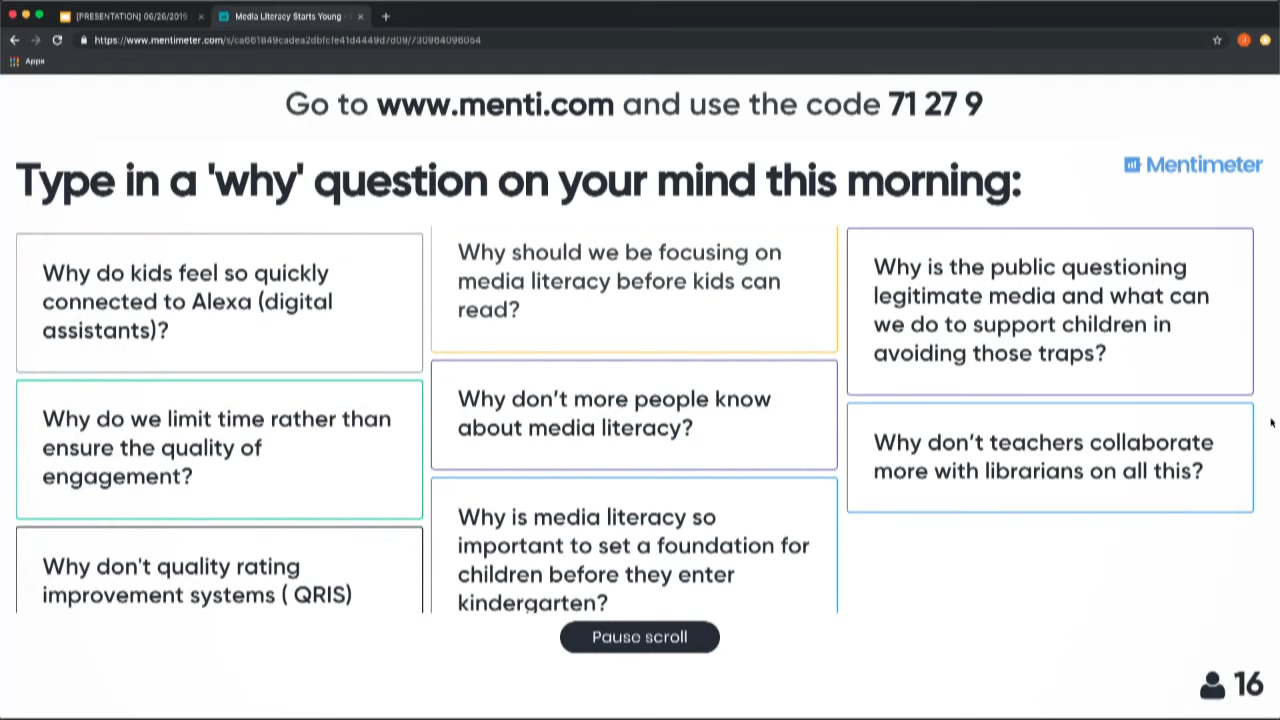 [PRESENTATION] 06/26/2019
Media Literacy Starts Young
Apps
Go to www.menti.com and use the code 71 27 9
Type in a 'why' question on your mind this morning:
Mentimeter
Why do kids feel so quickly
connected to Alexa (digital
assistants)?
Why do we limit time rather than
ensure the quality of
engagement?
Why don't quality rating
improvement systems ( QRIS)
Why should we be focusing on
media literacy before kids can
read?
Why don’t more people know
about media literacy?
Why is media literacy so
important to set a foundation for
children before they enter
kindergarten?
Why is the public questioning
legitimate media and what can
we do to support children in
avoiding those traps?
Why don’t teachers collaborate
more with librarians on all this?
Pause scroll
16